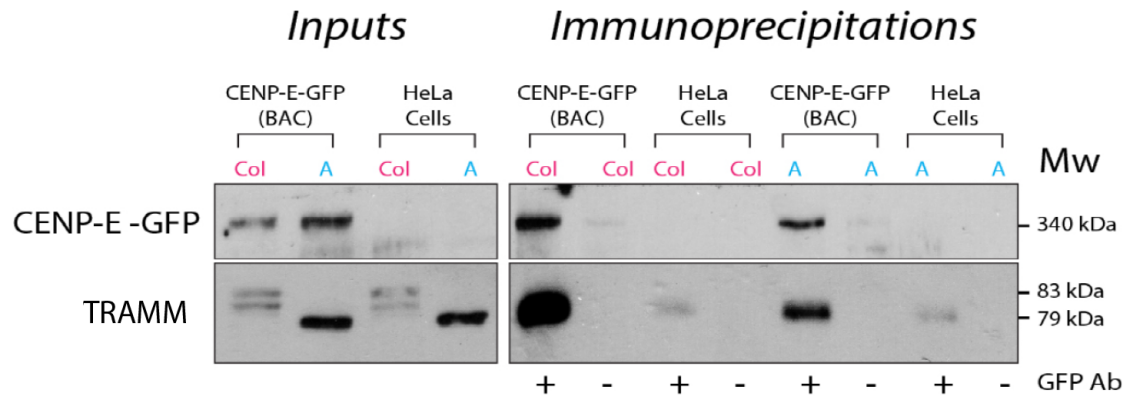 Inputs Immunoprecipitations
CENP-E-GFP HeLa CENP-E-GFP HeLa CENP-E-GFP HeLa
(BAC) Cells (BAC) Cells (BAC) Cells
Col A Col A Col Col Col Col A A A A Mw
CENP-E -GFP 340 kDa
83 kDa
TRAMM 79 kDa
+ - + - + - + - GFP Ab